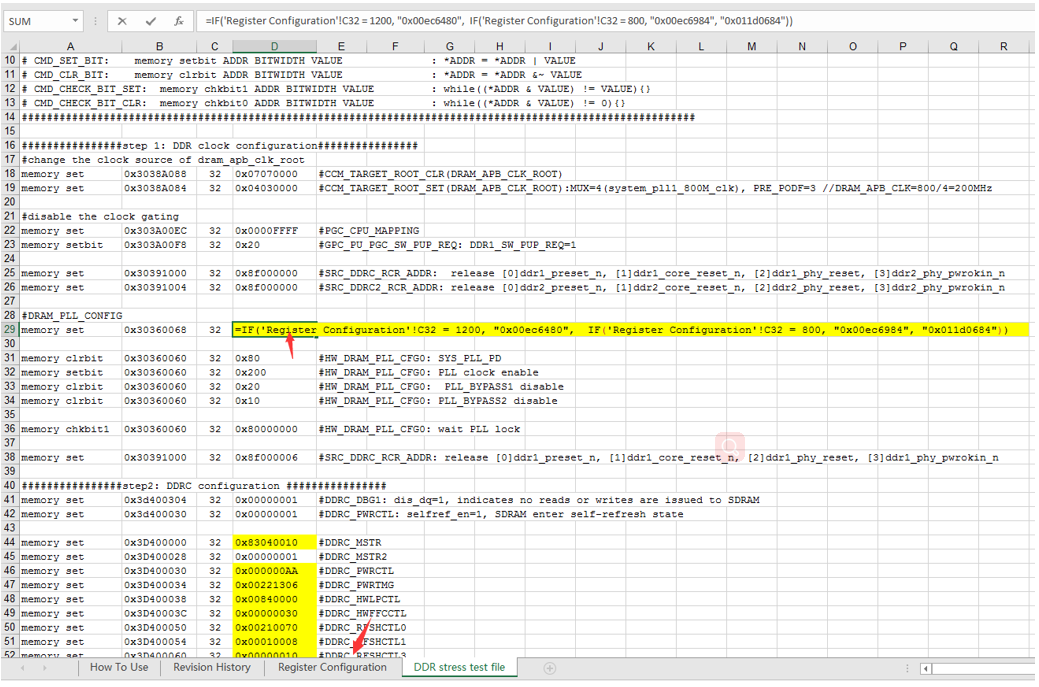 SUM =IF('Register Configuration'!C32 = 1200, "0x00ec6480", IF('Register Configuration'!C32 = 800, "0x00ec6984", "0x011d0684"))
A B C D E F G H I J K L M N O P Q R
10 # CMD_SET_BIT: memory setbit ADDR BITWIDTH VALUE : *ADDR = *ADDR | VALUE
11 # CMD_CLR_BIT: memory clrbit ADDR BITWIDTH VALUE : *ADDR = *ADDR &~ VALUE
12 # CMD_CHECK_BIT_SET: memory chkbit1 ADDR BITWIDTH VALUE : while((*ADDR & VALUE) != VALUE){}
13 # CMD_CHECK_BIT_CLR: memory chkbit0 ADDR BITWIDTH VALUE : while((*ADDR & VALUE) != 0){}
14 ###########################################################################################################
15
16 ################step 1: DDR clock configuration################
17 #change the clock source of dram_apb_clk_root
18 memory set 0x3038A088 32 0x07070000 #CCM_TARGET_ROOT_CLR(DRAM_APB_CLK_ROOT)
19 memory set 0x3038A084 32 0x04030000 #CCM_TARGET_ROOT_SET(DRAM_APB_CLK_ROOT):MUX=4(system_pll1_800M_clk), PRE_PODF=3 //DRAM_APB_CLK=800/4=200MHz
20
21 #disable the clock gating
22 memory set 0x303A00EC 32 0x0000FFFF #PGC_CPU_MAPPING
23 memory setbit 0x303A00F8 32 0x20 #GPC_PU_PGC_SW_PUP_REQ: DDR1_SW_PUP_REQ=1
24
25 memory set 0x30391000 32 0x8f000000 #SRC_DDRC_RCR_ADDR: release [0]ddr1_preset_n, [1]ddr1_core_reset_n, [2]ddr1_phy_reset, [3]ddr2_phy_pwrokin_n
26 memory set 0x30391004 32 0x8f000000 #SRC_DDRC2_RCR_ADDR: release [0]ddr2_preset_n, [1]ddr2_core_reset_n, [2]ddr2_phy_reset, [3]ddr2_phy_pwrokin_n
27
28 #DRAM_PLL_CONFIG
29 memory set 0x30360068 32 =IF('Register Configuration'!C32 = 1200, "0x00ec6480", IF('Register Configuration'!C32 = 800, "0x00ec6984", "0x011d0684"))
30
31 memory clrbit 0x30360060 32 0x80 #HW_DRAM_PLL_CFG0: SYS_PLL_PD
32 memory setbit 0x30360060 32 0x200 #HW_DRAM_PLL_CFG0: PLL clock enable
33 memory clrbit 0x30360060 32 0x20 #HW_DRAM_PLL_CFG0: PLL_BYPASS1 disable
34 memory clrbit 0x30360060 32 0x10 #HW_DRAM_PLL_CFG0: PLL_BYPASS2 disable
35
36 memory chkbit1 0x30360060 32 0x80000000 #HW_DRAM_PLL_CFG0: wait PLL lock
37
38 memory set 0x30391000 32 0x8f000006 #SRC_DDRC_RCR_ADDR: release [0]ddr1_preset_n, [1]ddr1_core_reset_n, [2]ddr1_phy_reset, [3]ddr1_phy_pwrokin_n
39
40 ################step2: DDRC configuration ################
41 memory set 0x3d400304 32 0x00000001 #DDRC_DBG1: dis_dq=1, indicates no reads or writes are issued to SDRAM
42 memory set 0x3d400030 32 0x00000001 #DDRC_PWRCTL: selfref_en=1, SDRAM enter self-refresh state
43
44 memory set 0x3D400000 32 0x83040010 #DDRC_MSTR
45 memory set 0x3D400028 32 0x00000001 #DDRC_MSTR2
46 memory set 0x3D400030 32 0x000000AA #DDRC_PWRCTL
47 memory set 0x3D400034 32 0x00221306 #DDRC_PWRTMG
48 memory set 0x3D400038 32 0x00840000 #DDRC_HWLPCTL
49 memory set 0x3D40003C 32 0x00000030 #DDRC_HWFFCCTL
50 memory set 0x3D400050 32 0x00210070 #DDRC_RFSHCTL0
51 memory set 0x3D400054 32 0x00010008 #DDRC_RFSHCTL1
52 memory set 0x3D400060 32 0x00000010 #DDRC_RFSHCTL3
How To Use Revision History Register Configuration DDR stress test file